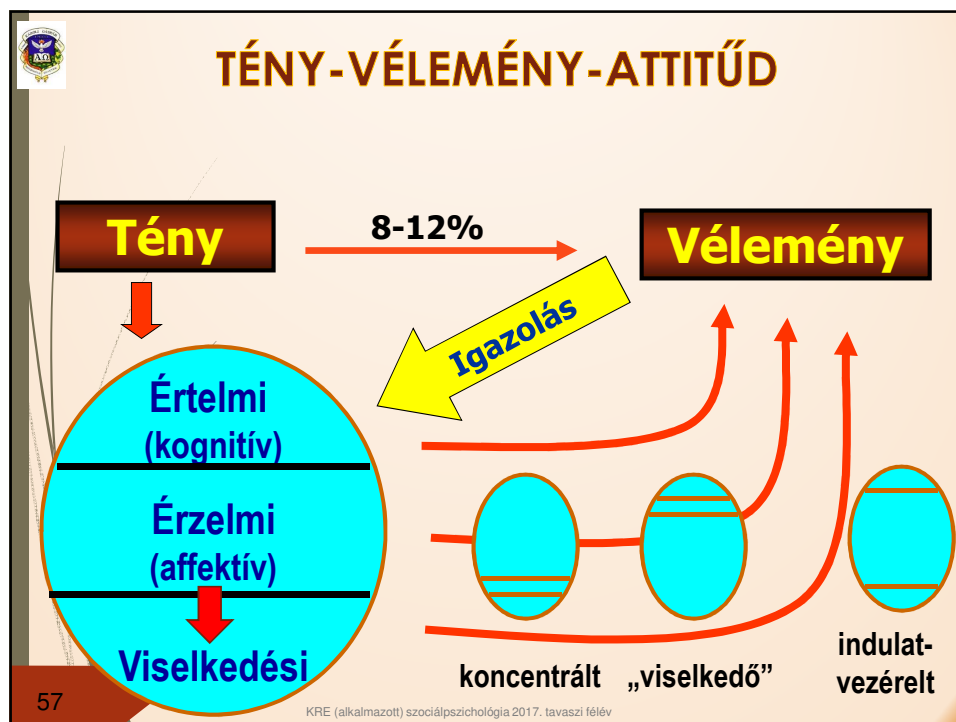 TÉNY-VÉLEMÉNY-ATTITŰD
Tény
8-12%
Vélemény
Igazolás
Értelmi
(kognitív)
Érzelmi
(affektív)
Viselkedési
koncentrált
„viselkedő”
indulat-
vezérelt
57
KRE (alkalmazott) szociálpszichológia 2017. tavaszi félév